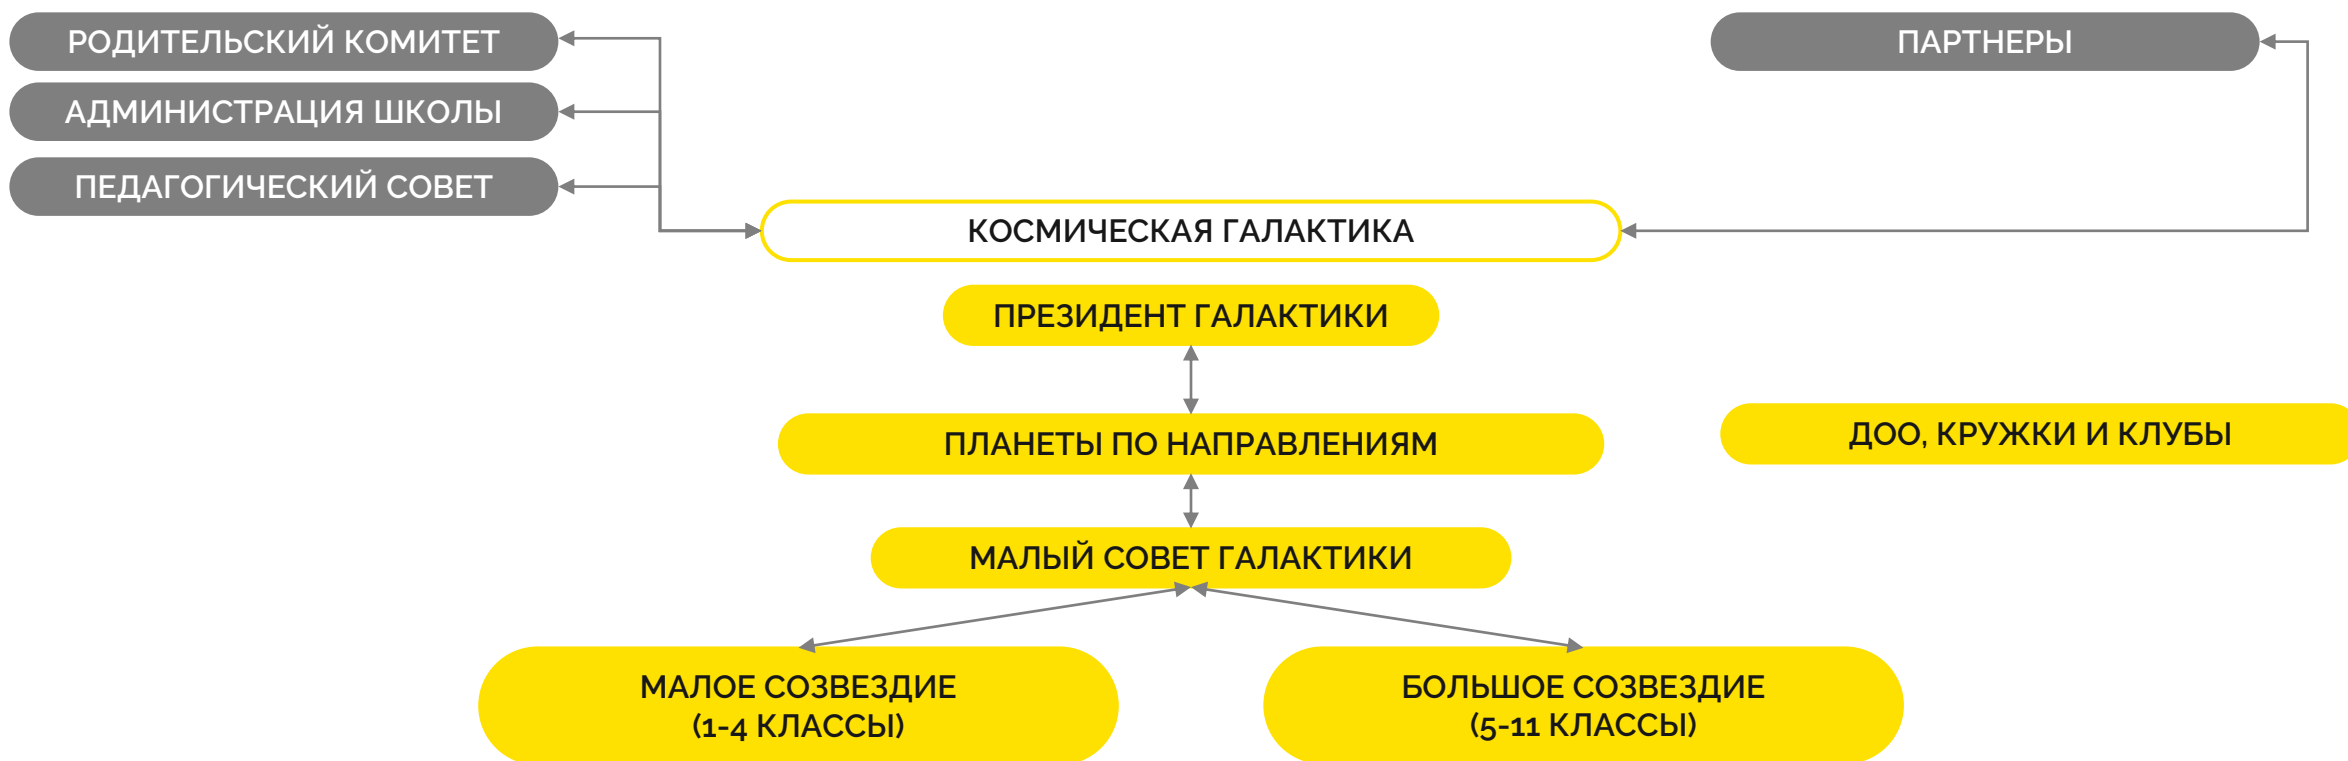 РОДИТЕЛЬСКИЙ КОМИТЕТ
АДМИНИСТРАЦИЯ ШКОЛЫ
ПЕДАГОГИЧЕСКИЙ СОВЕТ
ПАРТНЕРЫ
КОСМИЧЕСКАЯ ГАЛАКТИКА
ПРЕЗИДЕНТ ГАЛАКТИКИ
ПЛАНЕТЫ ПО НАПРАВЛЕНИЯМ
ДОО, КРУЖКИ И КЛУБЫ
МАЛЫЙ СОВЕТ ГАЛАКТИКИ
МАЛОЕ СОЗВЕЗДИЕ
(1-4 КЛАССЫ)
БОЛЬШОЕ СОЗВЕЗДИЕ
(5-11 КЛАССЫ)